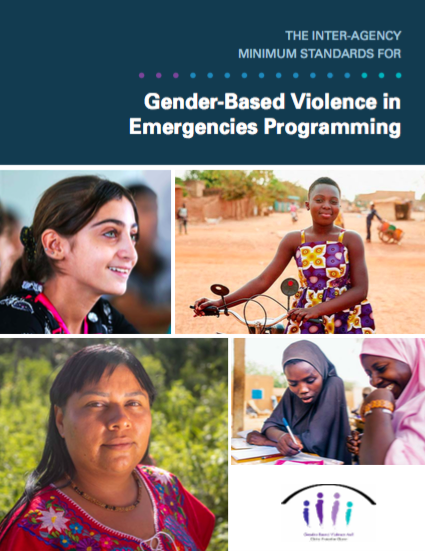 THE INTER-AGENCY
MINIMUM STANDARDS FOR
Gender-Based Violence in
Emergencies Programming